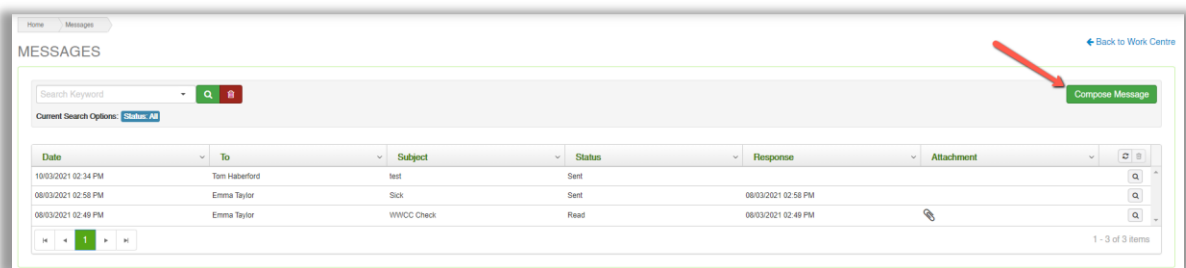 Home Messages
MESSAGES
← Back to Work Centre
Search Keyword
Compose Message
Current Search Options: Status: All
Date To Subject Status Response Attachment
10/03/2021 02:34 PM Tom Haberford test Sent
08/03/2021 02:58 PM Emma Taylor Sick Sent 08/03/2021 02:58 PM
08/03/2021 02:49 PM Emma Taylor WWCC Check Read 08/03/2021 02:49 PM
1 1 - 3 of 3 items